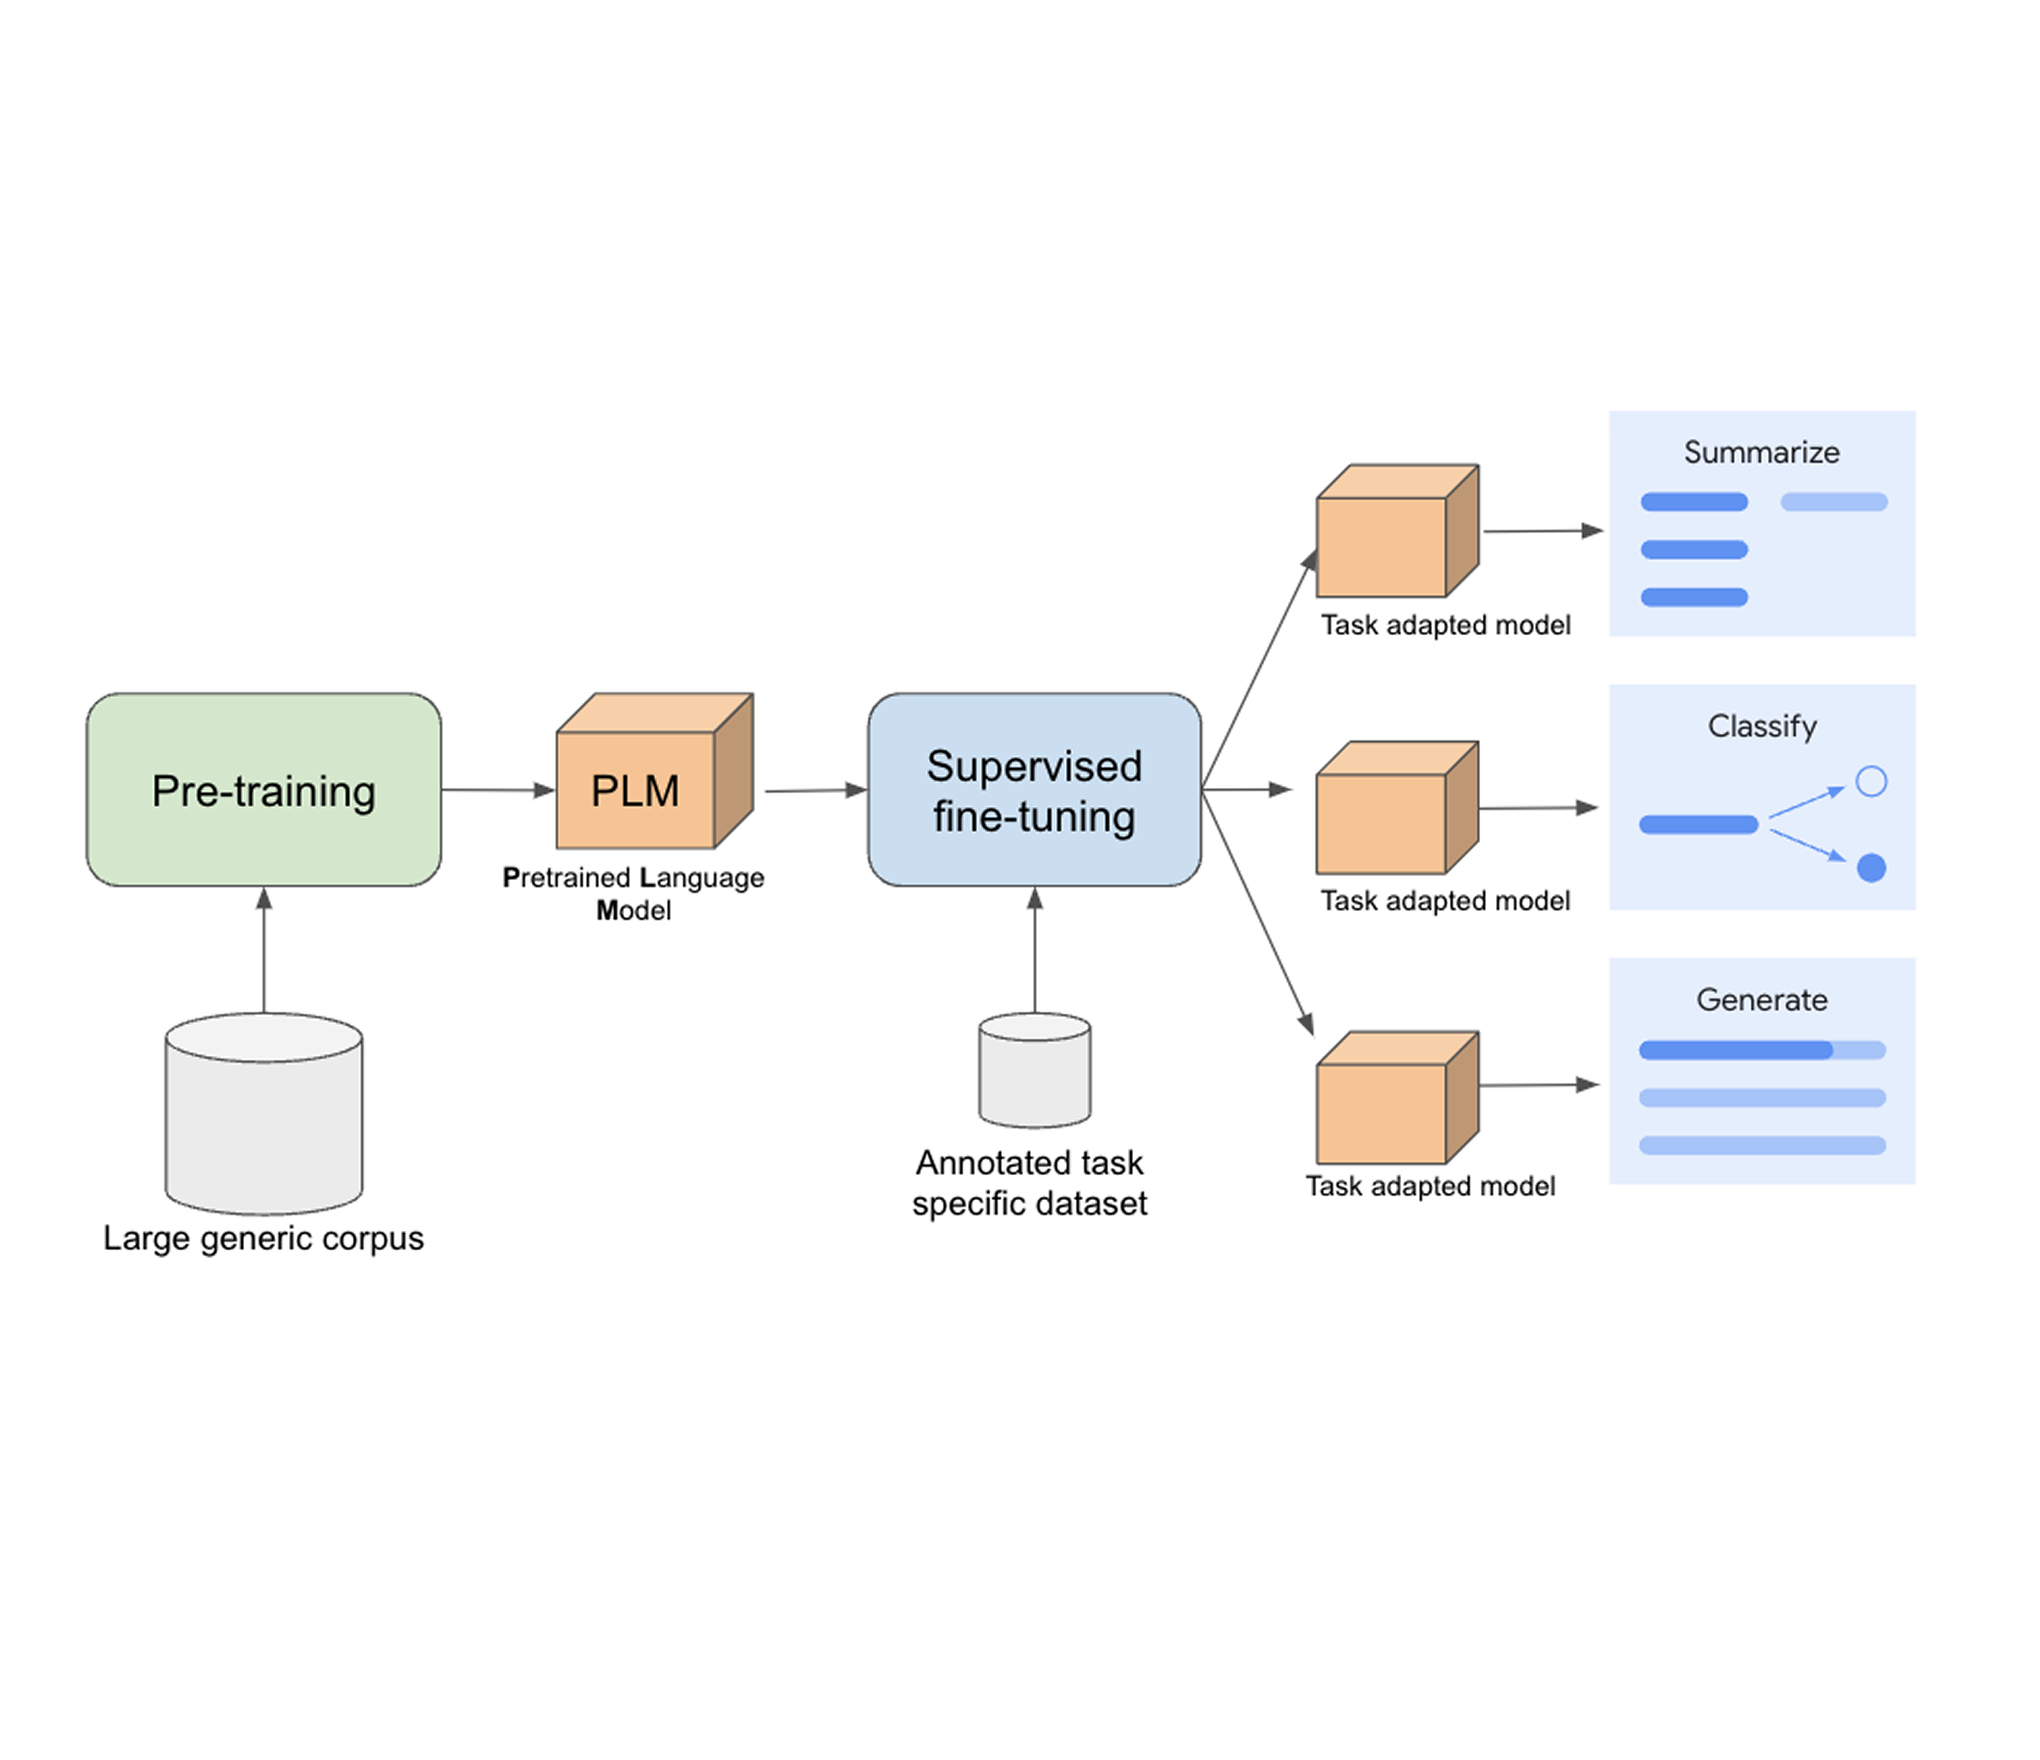 Pre-training
Large generic corpus
PLM
Pretrained Language
Model
Supervised
fine-tuning
Annotated task
specific dataset
Task adapted model
Summarize
Task adapted model
Classify
Task adapted model
Generate